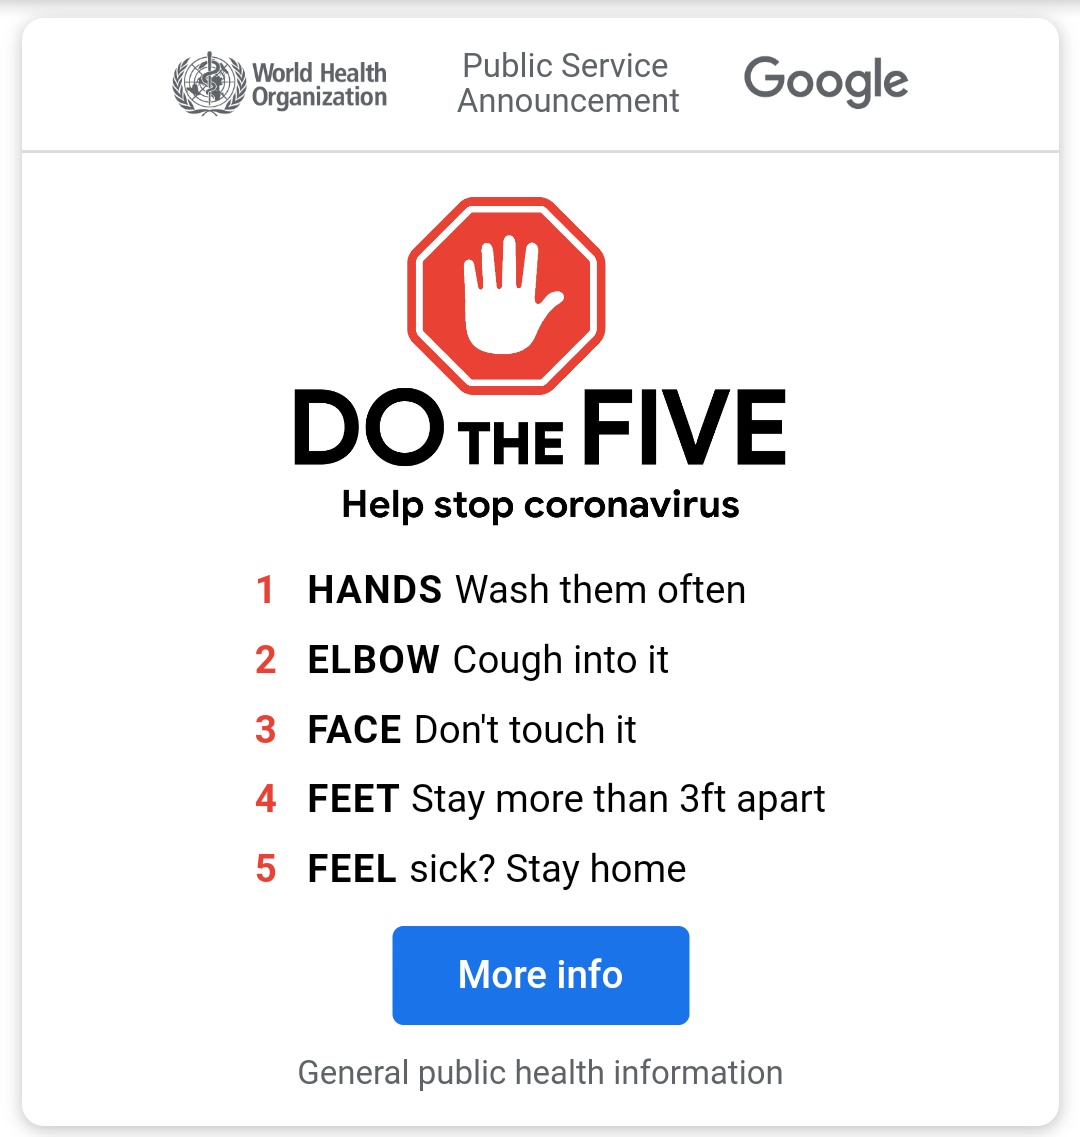 World Health
Organization
Public Service
Announcement
Google
DO THE FIVE
Help stop coronavirus
1 HANDS Wash them often
2 ELBOW Cough into it
3 FACE Don't touch it
4 FEET Stay more than 3ft apart
5 FEEL sick? Stay home
More info
General public health information